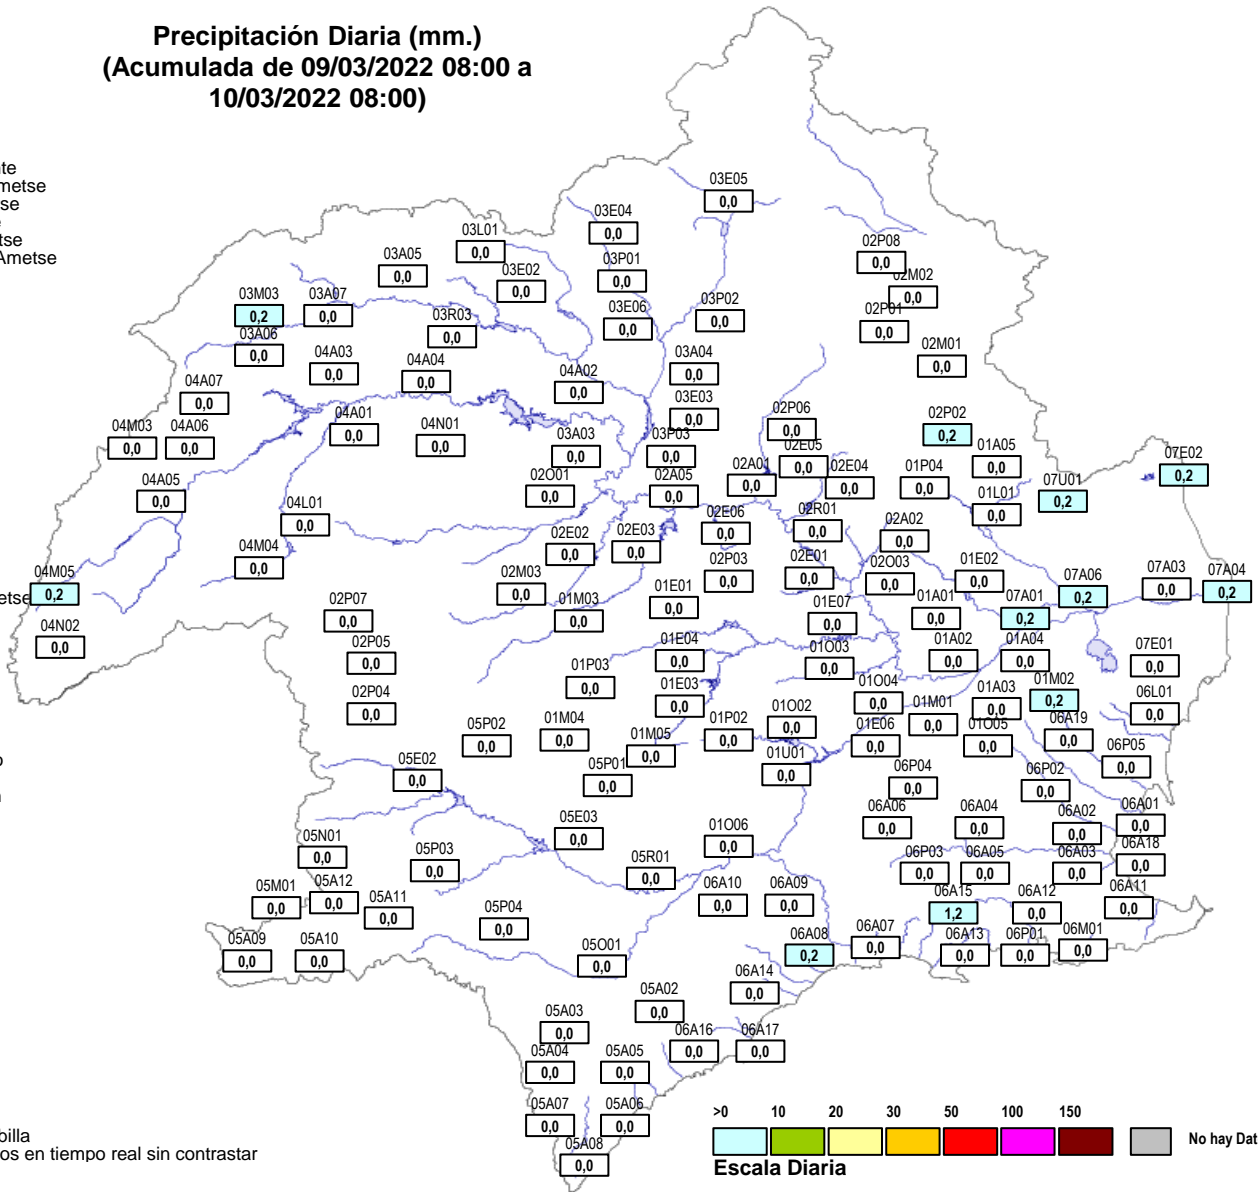 Precipitación Diaria (mm.)
(Acumulada de 09/03/2022 08:00 a
10/03/2022 08:00)
03E05
0,0
03E04
0,0
03L01
0,0
03A05
0,0
03P01
0,0
03E02
0,0
02P08
0,0
02M02
0,0
03M03
0,2
03A07
0,0
03R03
0,0
03E06
0,0
03P02
0,0
02P01
0,0
03A06
0,0
04A03
0,0
04A04
0,0
04A02
0,0
03A04
0,0
02M01
0,0
04A07
0,0
03E03
0,0
04M03
0,0
04A06
0,0
04A01
0,0
04N01
0,0
03A03
0,0
03P03
0,0
02P06
0,0
02P02
0,2
02E05
0,0
01A05
0,0
07E02
0,2
04A05
0,0
02O01
0,0
02A05
0,0
02A01
0,0
02E04
0,0
01P04
0,0
07U01
0,2
01L01
0,0
04L01
0,0
02E06
0,0
02R01
0,0
02A02
0,0
04M04
0,0
02E02
0,0
02E03
0,0
02P03
0,0
02E01
0,0
02O03
0,0
01E02
0,0
04M05
0,2
02M03
0,0
07A06
0,2
07A03
0,0
07A04
0,2
02P07
0,0
01M03
0,0
01E01
0,0
01E07
0,0
01A01
0,0
07A01
0,2
04N02
0,0
02P05
0,0
01E04
0,0
01O03
0,0
01A02
0,0
01A04
0,0
07E01
0,0
01P03
0,0
02P04
0,0
01E03
0,0
01O04
0,0
01A03
0,0
01M02
0,2
06L01
0,0
05P02
0,0
01M04
0,0
01M05
0,0
01P02
0,0
01O02
0,0
01E06
0,0
01M01
0,0
01O05
0,0
06A19
0,0
05E02
0,0
05P01
0,0
01U01
0,0
06P04
0,0
06P02
0,0
06P05
0,0
05E03
0,0
01O06
0,0
06A06
0,0
06A04
0,0
06A02
0,0
06A01
0,0
05N01
0,0
05P03
0,0
05R01
0,0
06P03
0,0
06A05
0,0
06A03
0,0
06A18
0,0
05M01
0,0
05A12
0,0
05A11
0,0
05P04
0,0
06A10
0,0
06A09
0,0
06A15
1,2
06A12
0,0
06A11
0,0
05A09
0,0
05A10
0,0
05O01
0,0
06A08
0,2
06A07
0,0
06A13
0,0
06P01
0,0
06M01
0,0
06A14
0,0
05A02
0,0
05A03
0,0
06A16
0,0
06A17
0,0
05A04
0,0
05A05
0,0
05A07
0,0
05A06
0,0
05A08
0,0
nte
metse
tse
e
tse
Ametse
etse
o
n
billa
os en tiempo real sin contrastar
>0 10 20 30 50 100 150
No hay Dat
Escala Diaria